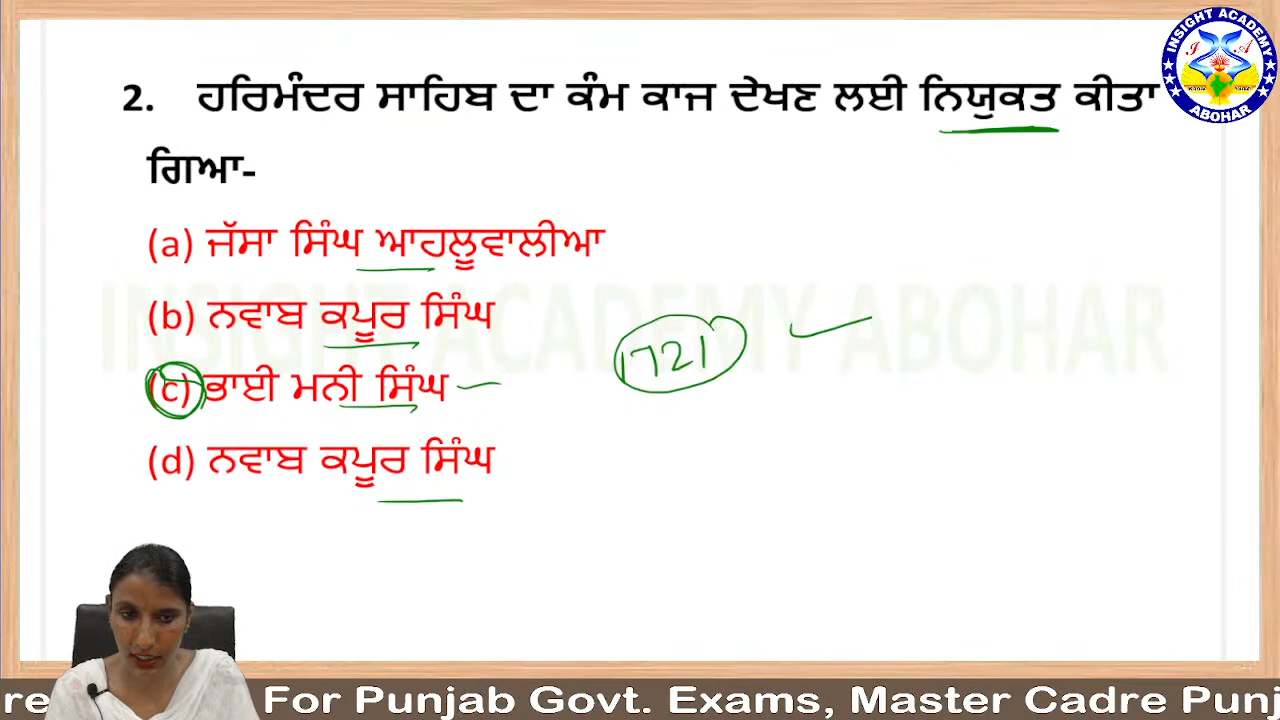 2. ਹਰਿਮੰਦਰ ਸਾਹਿਬ ਦਾ ਕੰਮ ਕਾਜ ਦੇਖਣ ਲਈ ਨਿਯੁਕਤ ਕੀਤਾ
ਗਿਆ-
(a) ਜੱਸਾ ਸਿੰਘ ਆਹਲੂਵਾਲੀਆ
(b) ਨਵਾਬ ਕਪੂਰ ਸਿੰਘ
(c) ਭਾਈ ਮਨੀ ਸਿੰਘ
(d) ਨਵਾਬ ਕਪੂਰ ਸਿੰਘ
1721
INSIGHT ACADEMY ABOHAR
INSIGHT ACADEMY
I A
ABOHAR
re For Punjab Govt. Exams, Master Cadre Punj